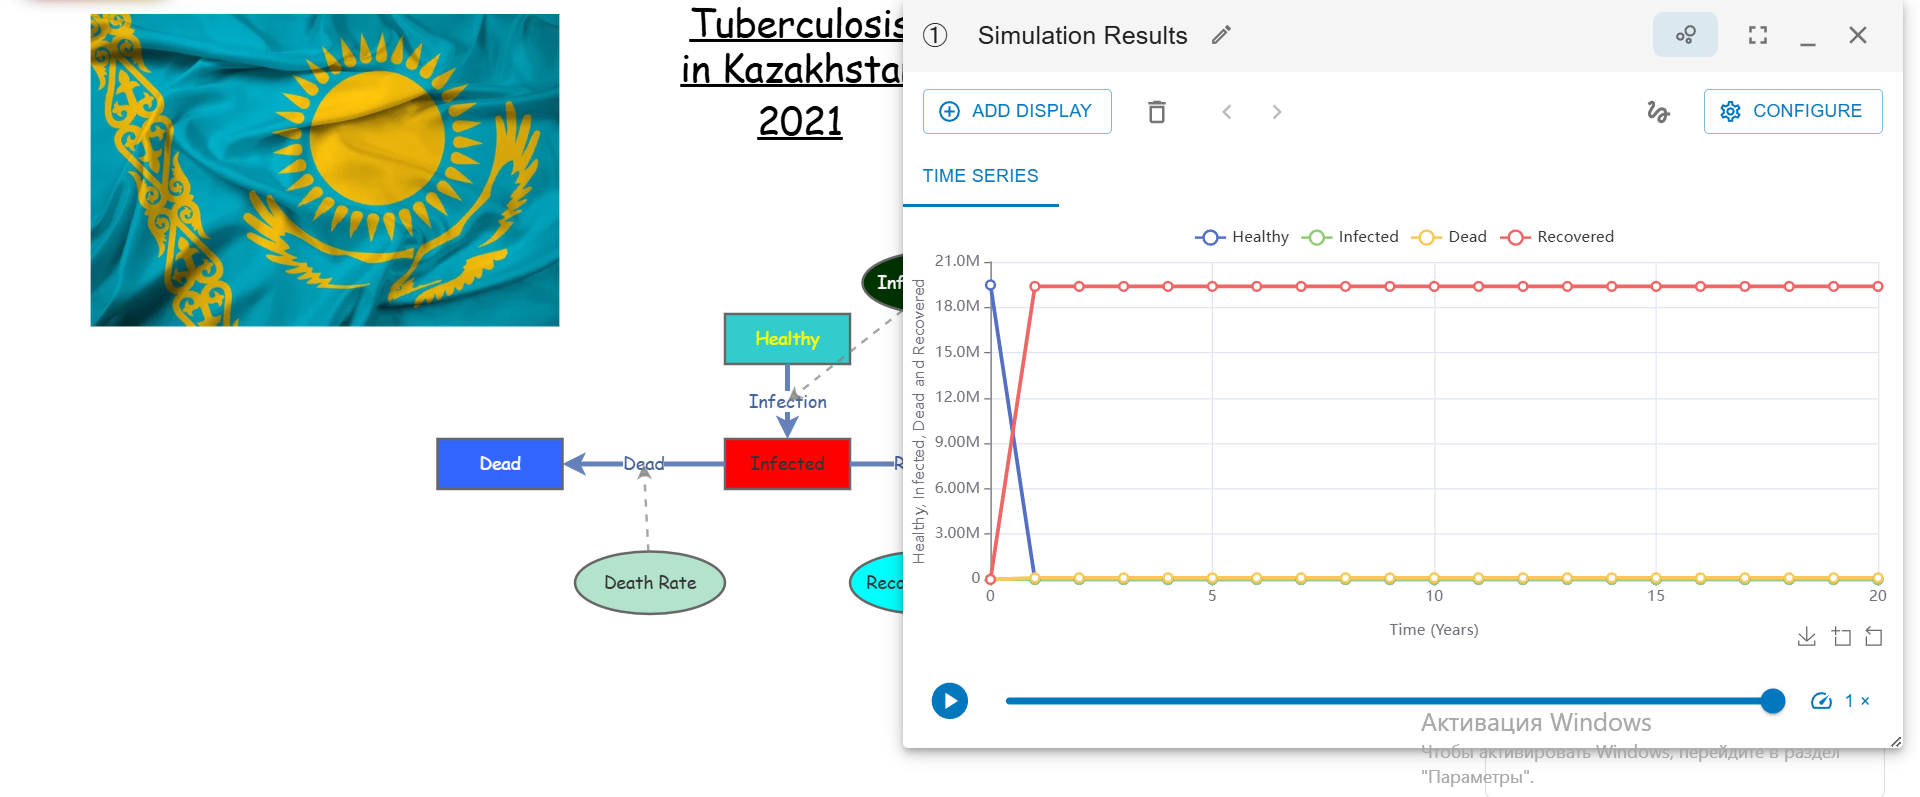 Tuberculosis
in Kazakhsta
2021
Healthy
Infection
Dead
Dead
Infected
Death Rate
Inf
R
Reco
① Simulation Results
ADD DISPLAY
CONFIGURE
TIME SERIES
Healthy Infected Dead Recovered
Healthy, Infected, Dead and Recovered
21.0M
18.0M
15.0M
12.0M
9.00M
6.00M
3.00M
0
0 5 10 15 20
Time (Years)
1 ×
Активация Windows
Чтобы активировать Windows, перейдите в раздел
"Параметры".